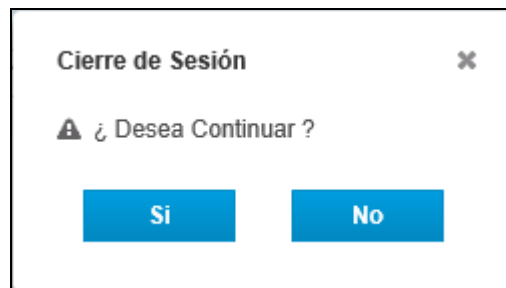 Cierre de Sesión
¿ Desea Continuar ?
Si No